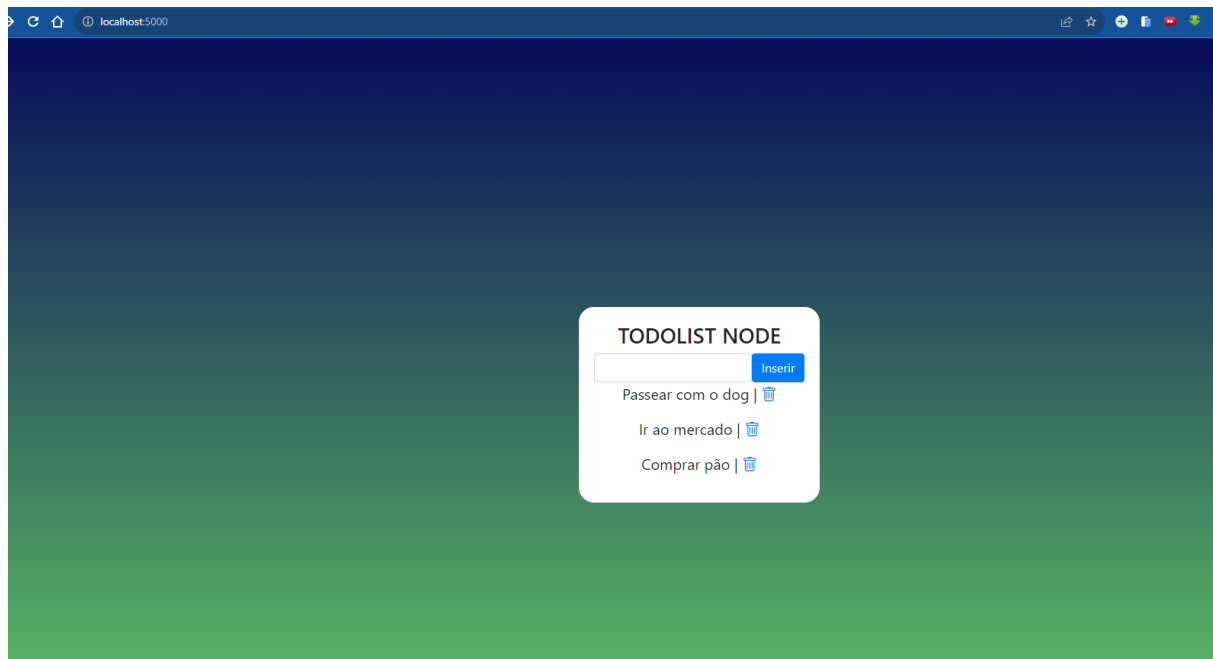 localhost:5000
TODOLIST NODE
Inserir
Passear com o dog |
Ir ao mercado |
Comprar pão |